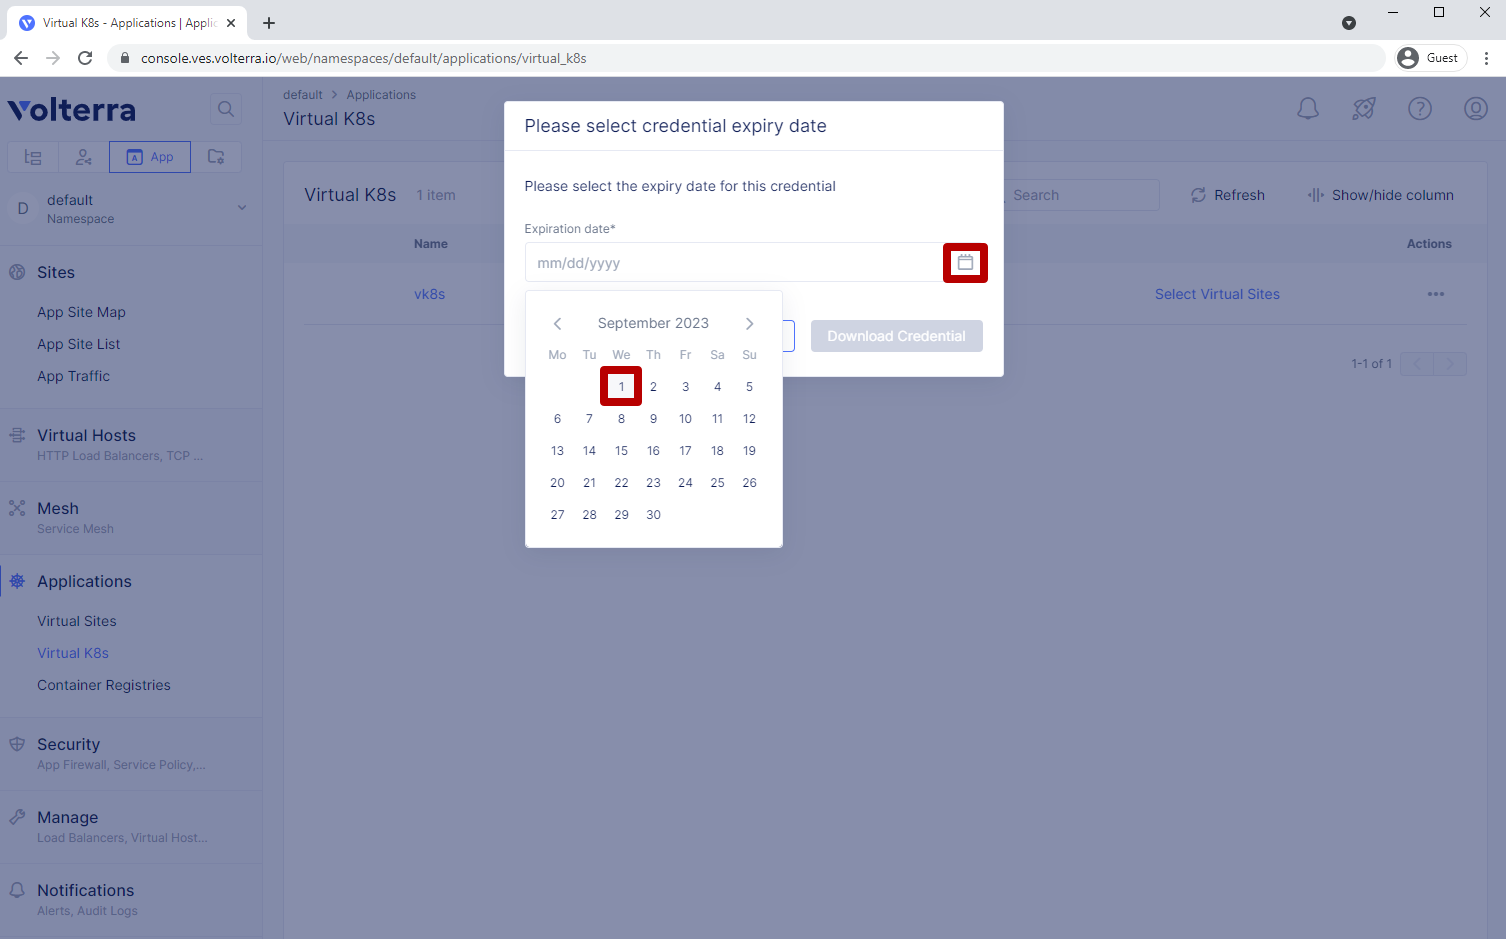 Virtual K8s - Applications | Applic
console.ves.volterra.io/web/namespaces/default/applications/virtual_k8s
Guest
Volterra
App
D
default
Namespace
Sites
App Site Map
App Site List
App Traffic
Virtual Hosts
HTTP Load Balancers, TCP ...
Mesh
Service Mesh
Applications
Virtual Sites
Virtual K8s
Container Registries
Security
App Firewall, Service Policy,...
Manage
Load Balancers, Virtual Host...
Notifications
Alerts, Audit Logs
default > Applications
Virtual K8s
Virtual K8s 1 item
Search
Refresh
Show/hide column
Name
Actions
vk8s
Select Virtual Sites
1-1 of 1
Please select credential expiry date
Please select the expiry date for this credential
Expiration date*
mm/dd/yyyy
Download Credential
September 2023
Mo Tu We Th Fr Sa Su
1 2 3 4 5
6 7 8 9 10 11 12
13 14 15 16 17 18 19
20 21 22 23 24 25 26
27 28 29 30